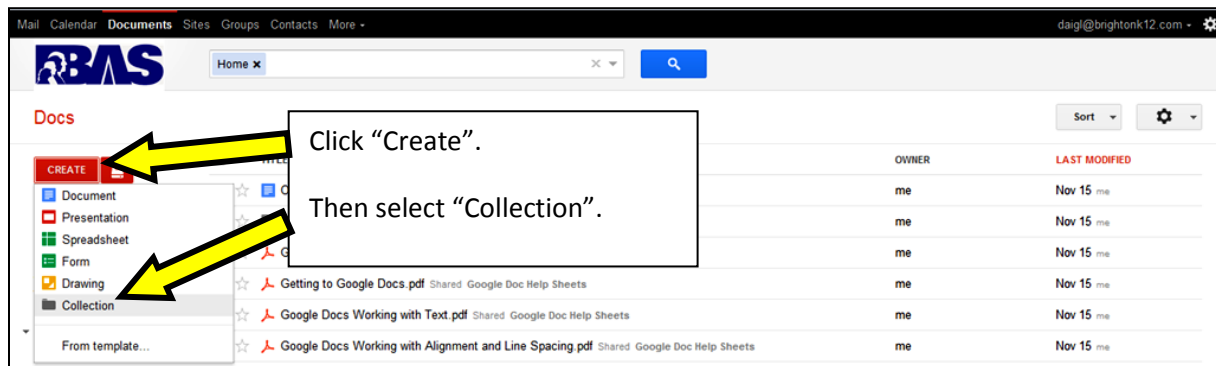 Mail Calendar Documents Sites Groups Contacts More
daigl@brightonk12.com
BAS
Home ×
Docs
Sort
Click “Create”.
Then select “Collection”.
CREATE
OWNER
LAST MODIFIED
Document
me
Nov 15 me
Presentation
me
Nov 15 me
Spreadsheet
Form
G
me
Nov 15 me
Drawing
Getting to Google Docs.pdf Shared Google Doc Help Sheets
me
Nov 15 me
Collection
Google Docs Working with Text.pdf Shared Google Doc Help Sheets
me
Nov 15 me
From template...
Google Docs Working with Alignment and Line Spacing.pdf Shared Google Doc Help Sheets
me
Nov 15 me